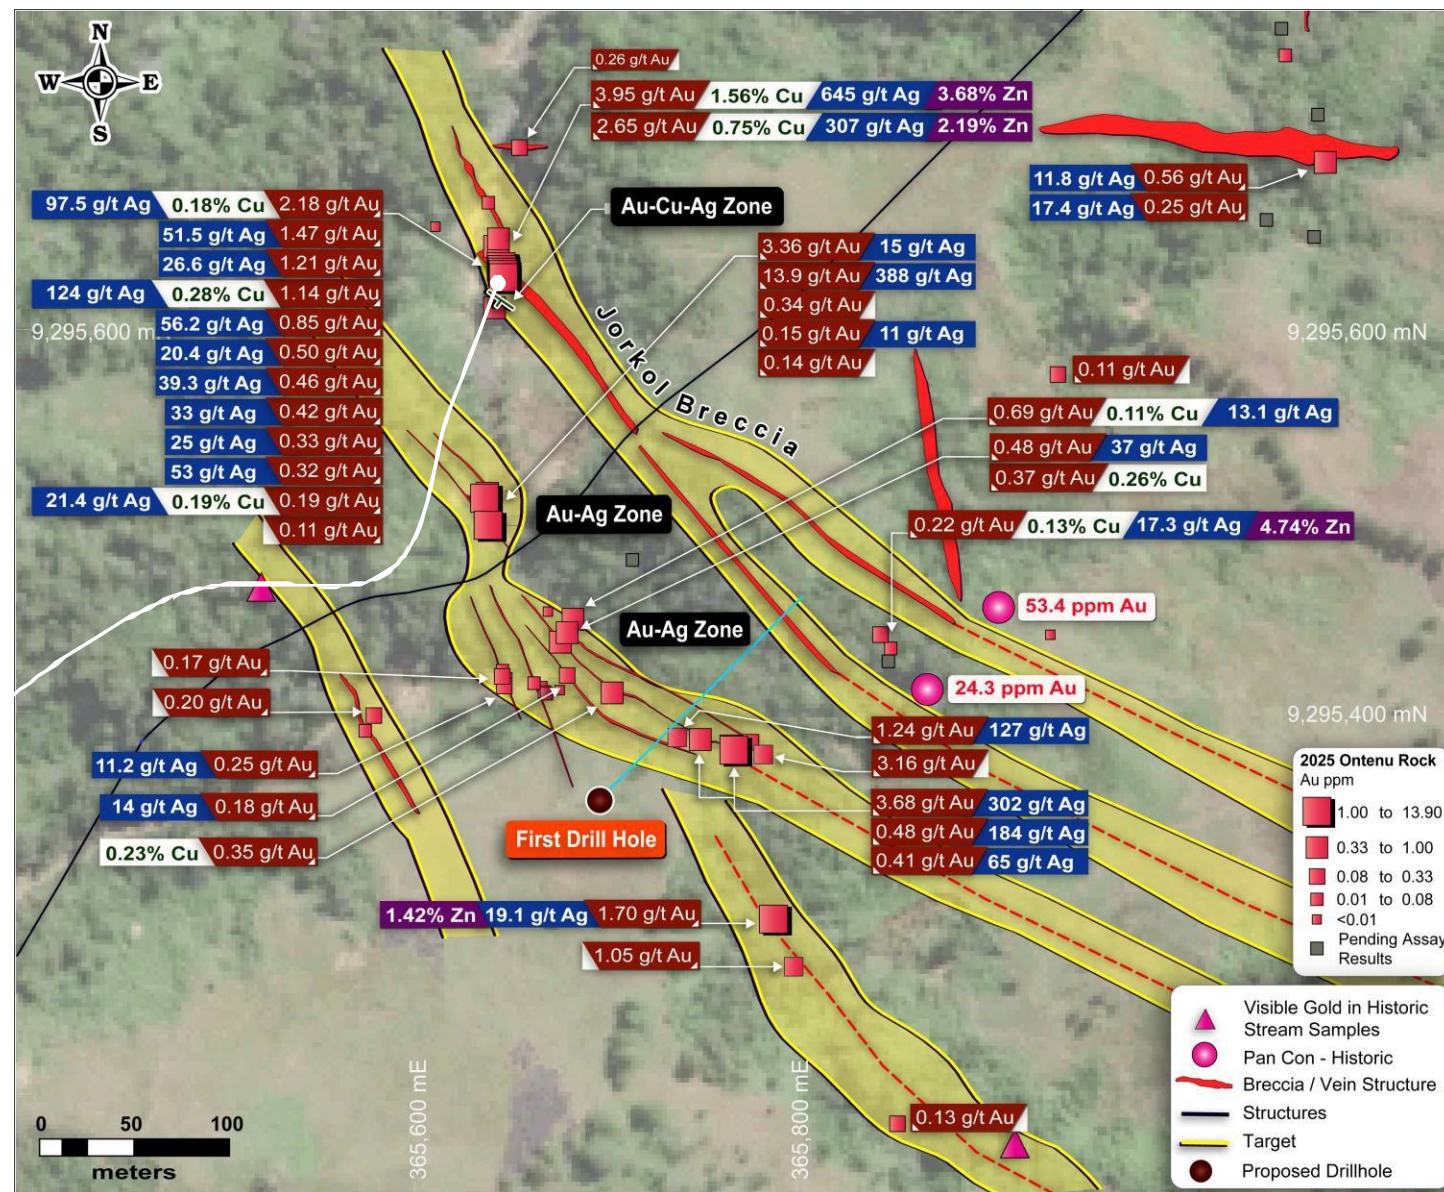 N
W E
S
0.26 g/t Au
3.95 g/t Au 1.56% Cu 645 g/t Ag 3.68% Zn
2.65 g/t Au 0.75% Cu 307 g/t Ag 2.19% Zn
11.8 g/t Ag 0.56 g/t Au
17.4 g/t Ag 0.25 g/t Au
Au-Cu-Ag Zone
97.5 g/t Ag 0.18% Cu 2.18 g/t Au
51.5 g/t Ag 1.47 g/t Au
26.6 g/t Ag 1.21 g/t Au
124 g/t Ag 0.28% Cu 1.14 g/t Au
56.2 g/t Ag 0.85 g/t Au
20.4 g/t Ag 0.50 g/t Au
39.3 g/t Ag 0.46 g/t Au
33 g/t Ag 0.42 g/t Au
25 g/t Ag 0.33 g/t Au
53 g/t Ag 0.32 g/t Au
21.4 g/t Ag 0.19% Cu 0.19 g/t Au
0.11 g/t Au
3.36 g/t Au 15 g/t Ag
13.9 g/t Au 388 g/t Ag
0.34 g/t Au
0.15 g/t Au 11 g/t Ag
0.14 g/t Au
9,295,600 m
9,295,600 mN
Jorkol Breccia
0.11 g/t Au
0.69 g/t Au 0.11% Cu 13.1 g/t Ag
0.48 g/t Au 37 g/t Ag
0.37 g/t Au 0.26% Cu
0.22 g/t Au 0.13% Cu 17.3 g/t Ag 4.74% Zn
Au-Ag Zone
Au-Ag Zone
53.4 ppm Au
24.3 ppm Au
0.17 g/t Au
0.20 g/t Au
11.2 g/t Ag 0.25 g/t Au
14 g/t Ag 0.18 g/t Au
0.23% Cu 0.35 g/t Au
9,295,400 mN
1.24 g/t Au 127 g/t Ag
3.16 g/t Au
3.68 g/t Au 302 g/t Ag
0.48 g/t Au 184 g/t Ag
0.41 g/t Au 65 g/t Ag
First Drill Hole
1.42% Zn 19.1 g/t Ag 1.70 g/t Au
1.05 g/t Au
0.13 g/t Au
365,600 mE
365,800 mE
0 50 100
meters
2025 Ontenu Rock
Au ppm
1.00 to 13.90
0.33 to 1.00
0.08 to 0.33
0.01 to 0.08
<0.01
Pending Assay
Results
Visible Gold in Historic
Stream Samples
Pan Con - Historic
Breccia / Vein Structure
Structures
Target
Proposed Drillhole